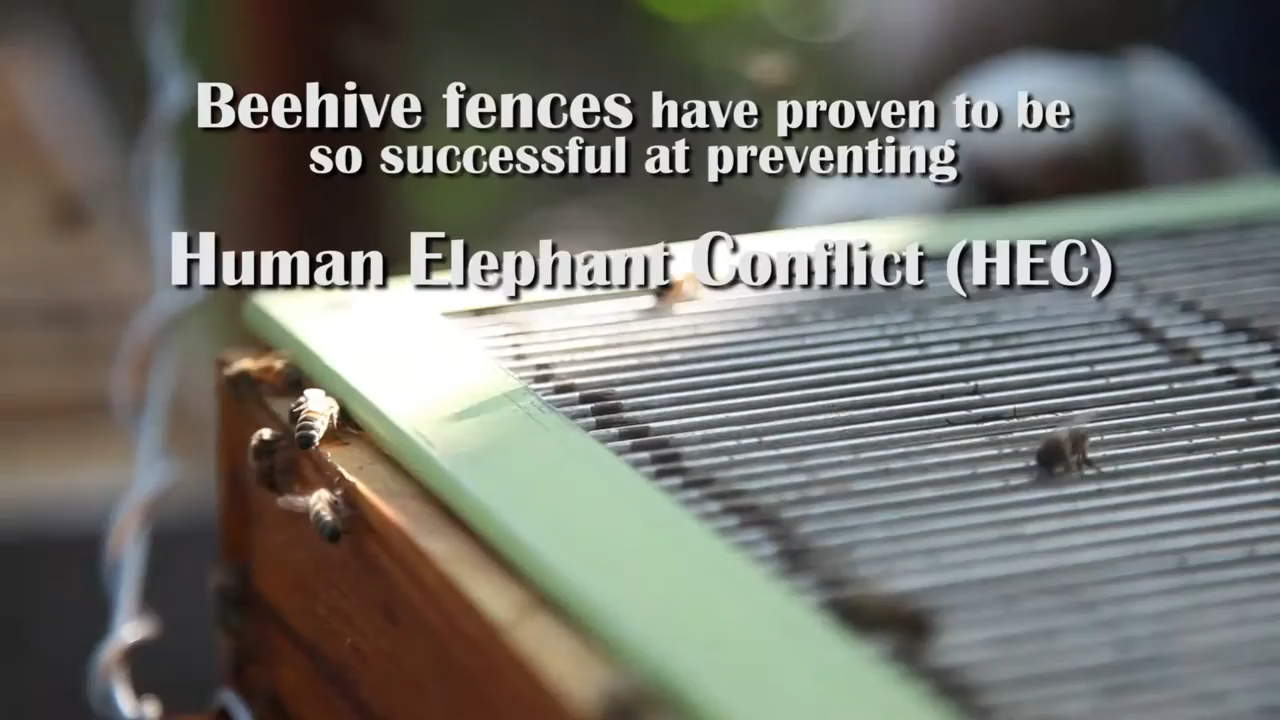 Beehive fences have proven to be
so successful at preventing
Human Elephant Conflict (HEC)